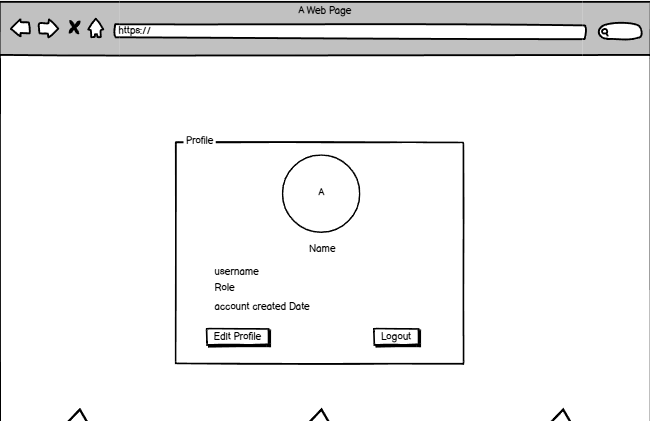 A Web Page
https://
Profile
A
Name
username
Role
account created Date
Edit Profile
Logout